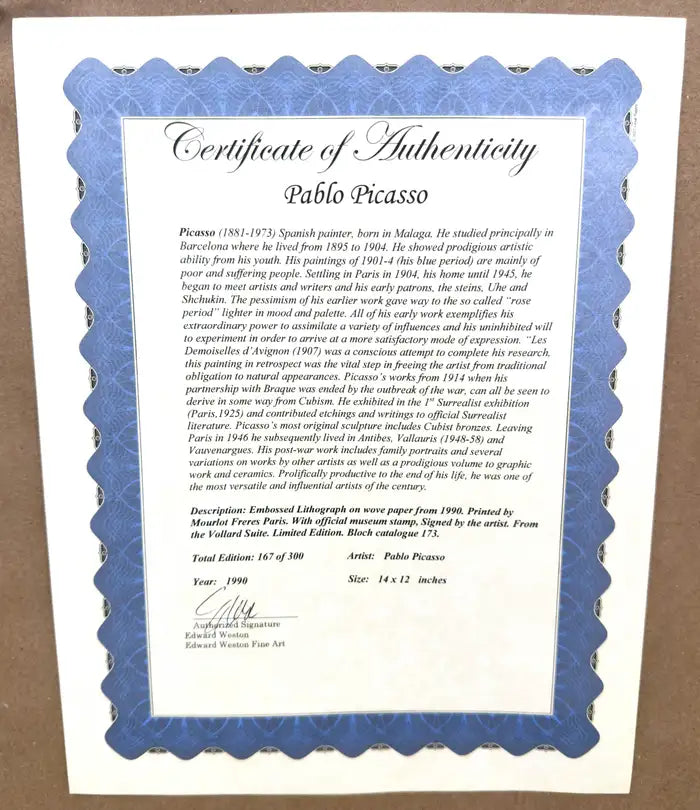 Certificate of Authenticity
Pablo Picasso
Picasso (1881-1973) Spanish painter, born in Malaga. He studied principally in
Barcelona where he lived from 1895 to 1904. He showed prodigious artistic
ability from his youth. His paintings of 1901-4 (his blue period) are mainly of
poor and suffering people. Settling in Paris in 1904, his home until 1945, he
began to meet artists and writers and his early patrons, the steins, Uhe and
Shchukin. The pessimism of his earlier work gave way to the so called "rose
period" lighter in mood and palette. All of his early work exemplifies his
extraordinary power to assimilate a variety of influences and his uninhibited will
to experiment in order to arrive at a more satisfactory mode of expression. "Les
Demoiselles d'Avignon (1907) was a conscious attempt to complete his research,
this painting in retrospect was the vital step in freeing the artist from traditional
obligation to natural appearances. Picasso's works from 1914 when his
partnership with Braque was ended by the outbreak of the war, can all be seen to
derive in some way from Cubism. He exhibited in the 1st Surrealist exhibition
(Paris,1925) and contributed etchings and writings to official Surrealist
literature. Picasso's most original sculpture includes Cubist bronzes. Leaving
Paris in 1946 he subsequently lived in Antibes, Vallauris (1948-58) and
Vauvenargues. His post-war work includes family portraits and several
variations on works by other artists as well as a prodigious volume to graphic
work and ceramics. Prolifically productive to the end of his life, he was one of
the most versatile and influential artists of the century.
Description: Embossed Lithograph on wove paper from 1990. Printed by
Mourlot Freres Paris. With official museum stamp, Signed by the artist. From
the Vollard Suite. Limited Edition. Bloch catalogue 173.
Total Edition: 167 of 300 Artist: Pablo Picasso
Year: 1990 Size: 14 x 12 inches
Authorized Signature
Edward Weston
Edward Weston Fine Art